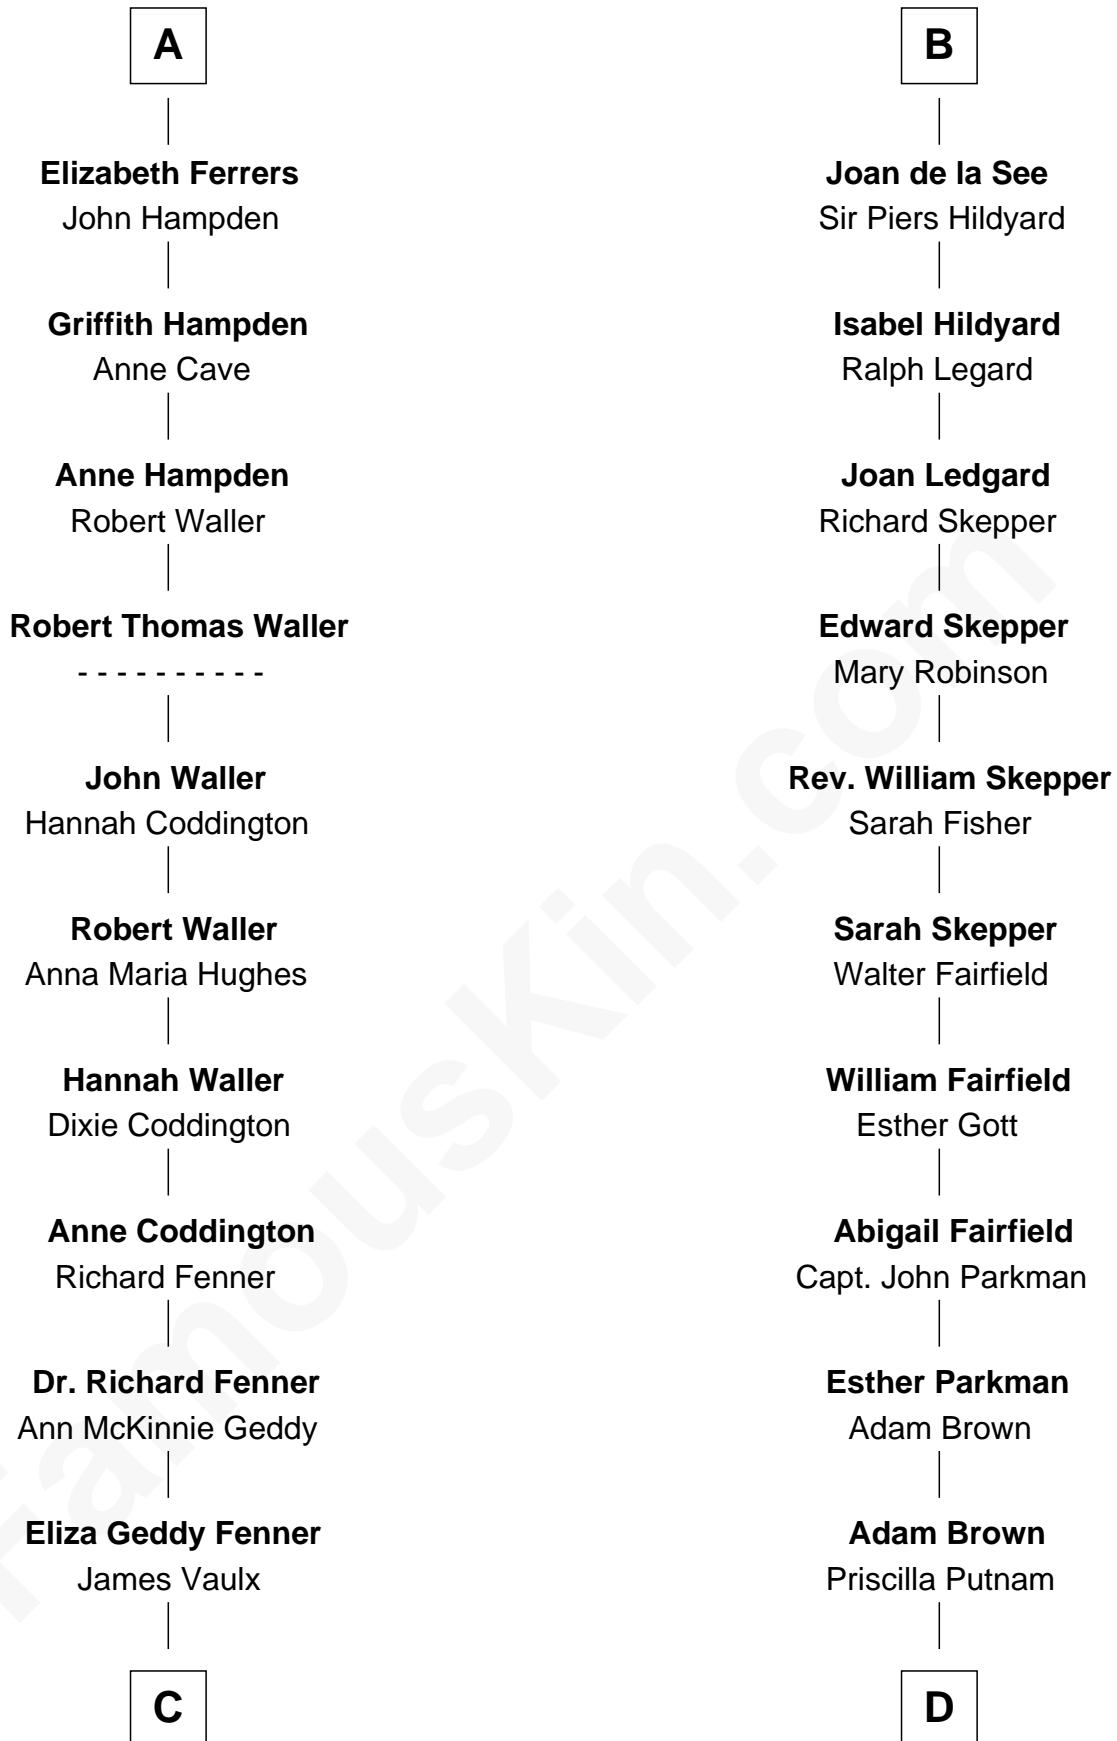 A
Elizabeth Ferrers
John Hampden
Griffith Hampden
Anne Cave
Anne Hampden
Robert Waller
Robert Thomas Waller
- - - - - - - - - -
John Waller
Hannah Coddington
Robert Waller
Anna Maria Hughes
Hannah Waller
Dixie Coddington
Anne Coddington
Richard Fenner
Dr. Richard Fenner
Ann McKinnie Geddy
Eliza Geddy Fenner
James Vaulx
C
B
Joan de la See
Sir Piers Hildyard
Isabel Hildyard
Ralph Legard
Joan Ledgard
Richard Skepper
Edward Skepper
Mary Robinson
Rev. William Skepper
Sarah Fisher
Sarah Skepper
Walter Fairfield
William Fairfield
Esther Gott
Abigail Fairfield
Capt. John Parkman
Esther Parkman
Adam Brown
Adam Brown
Priscilla Putnam
D
FamousKin.com